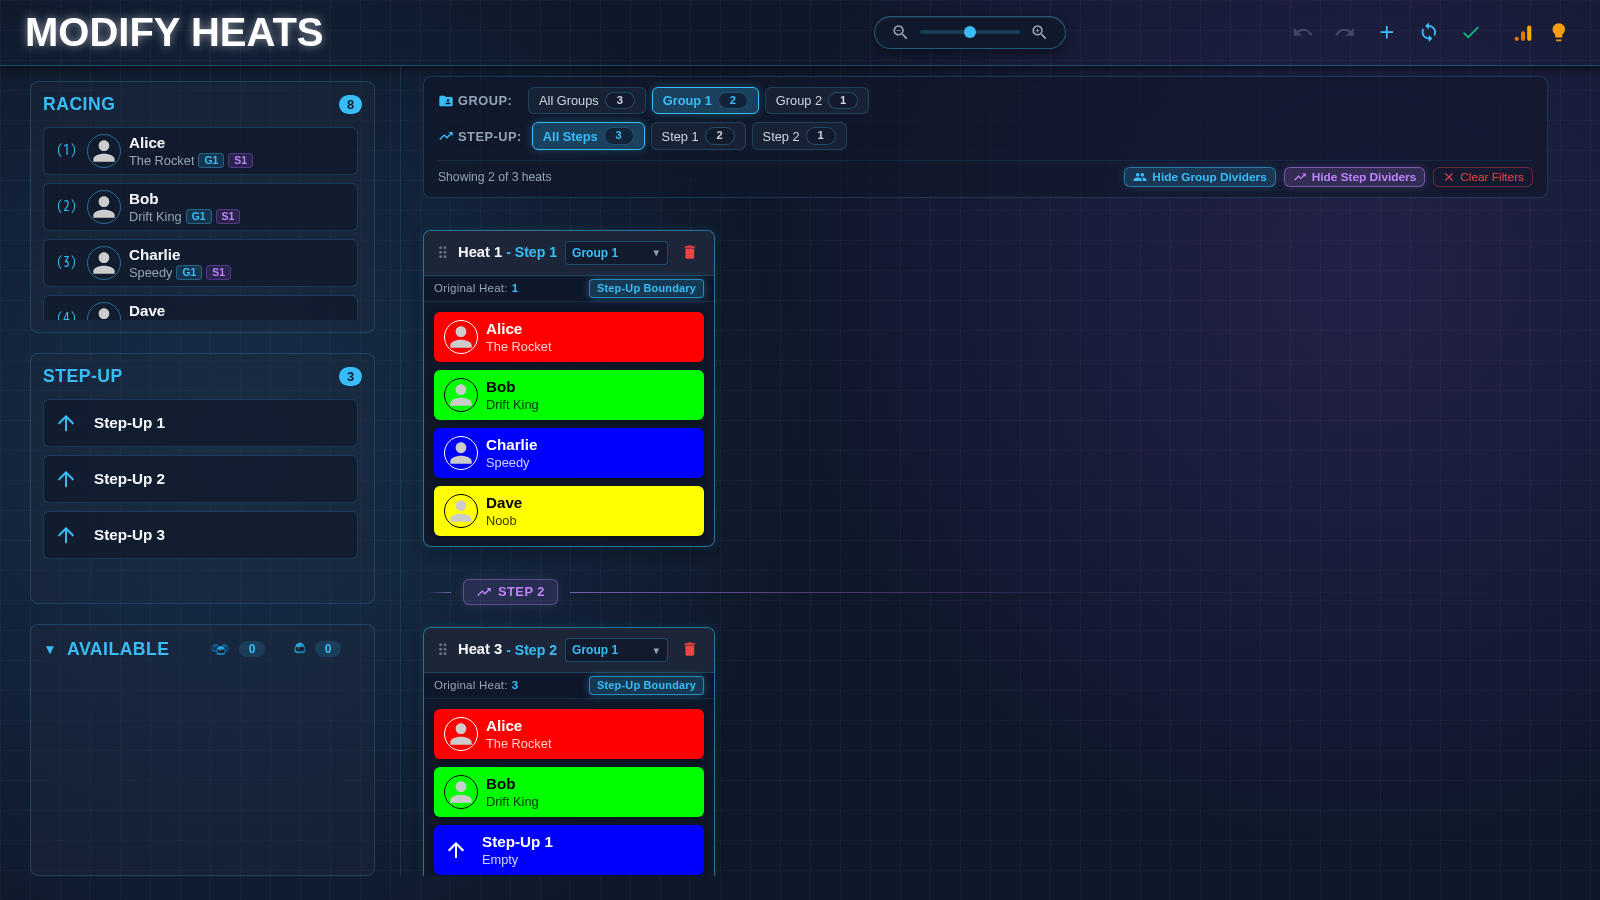 MODIFY HEATS
RACING 8
(1) Alice
The Rocket G1 S1
(2) Bob
Drift King G1 S1
(3) Charlie
Speedy G1 S1
(4) Dave
STEP-UP 3
Step-Up 1
Step-Up 2
Step-Up 3
▼ AVAILABLE 0 0
GROUP: All Groups 3 Group 1 2 Group 2 1
STEP-UP: All Steps 3 Step 1 2 Step 2 1
Showing 2 of 3 heats Hide Group Dividers Hide Step Dividers Clear Filters
Heat 1 - Step 1 Group 1 ▼
Original Heat: 1 Step-Up Boundary
Alice
The Rocket
Bob
Drift King
Charlie
Speedy
Dave
Noob
STEP 2
Heat 3 - Step 2 Group 1 ▼
Original Heat: 3 Step-Up Boundary
Alice
The Rocket
Bob
Drift King
Step-Up 1
Empty